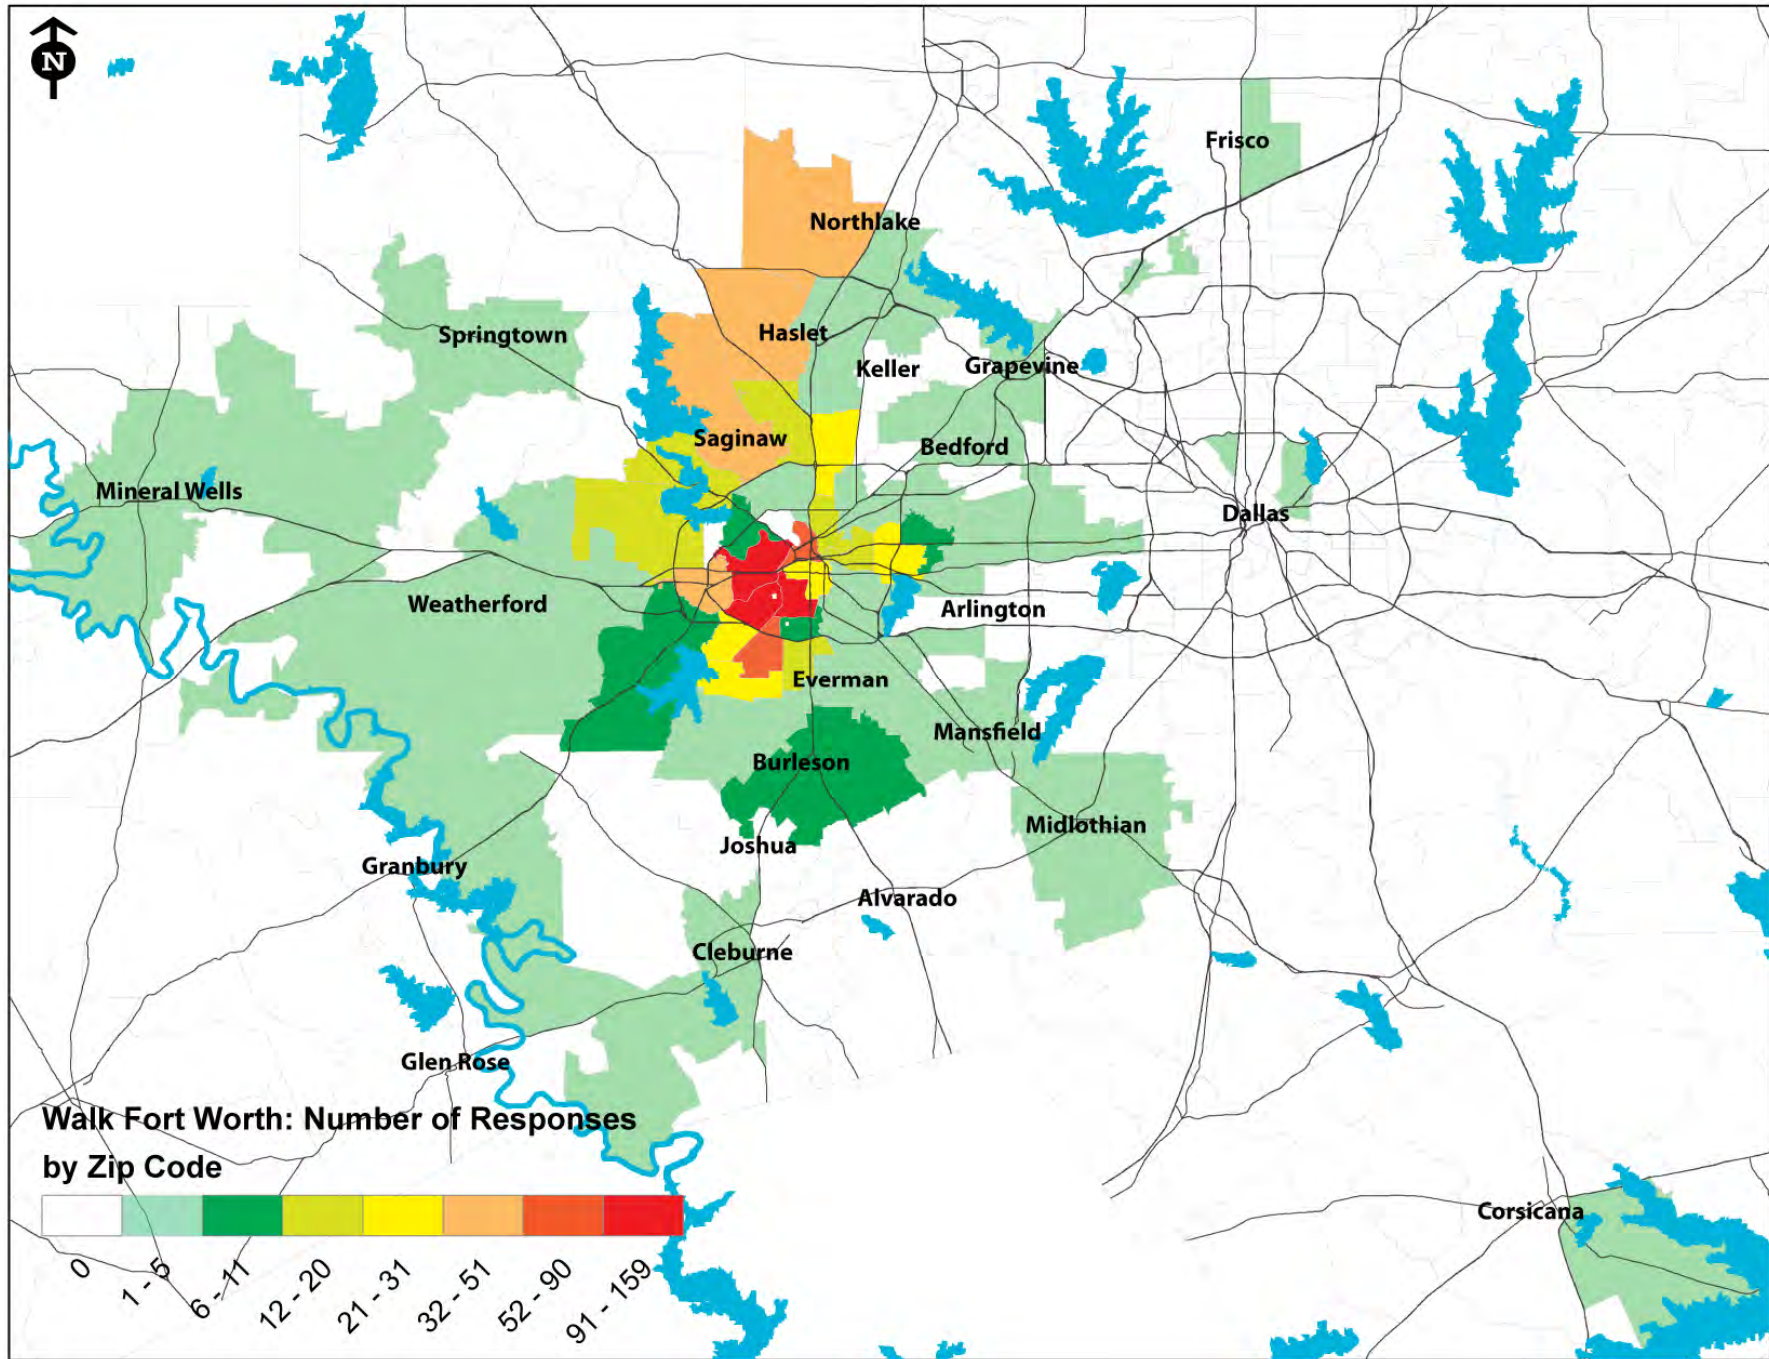 N
Frisco
Northlake
Springtown
Haslet
Keller
Grapevine
Saginaw
Bedford
Mineral Wells
Dallas
Weatherford
Arlington
Everman
Mansfield
Burleson
Midlothian
Joshua
Granbury
Alvarado
Cleburne
Glen Rose
Walk Fort Worth: Number of Responses
by Zip Code
Corsicana
0
1 - 5
6 - 11
12 - 20
21 - 31
32 - 51
52 - 90
91 - 159